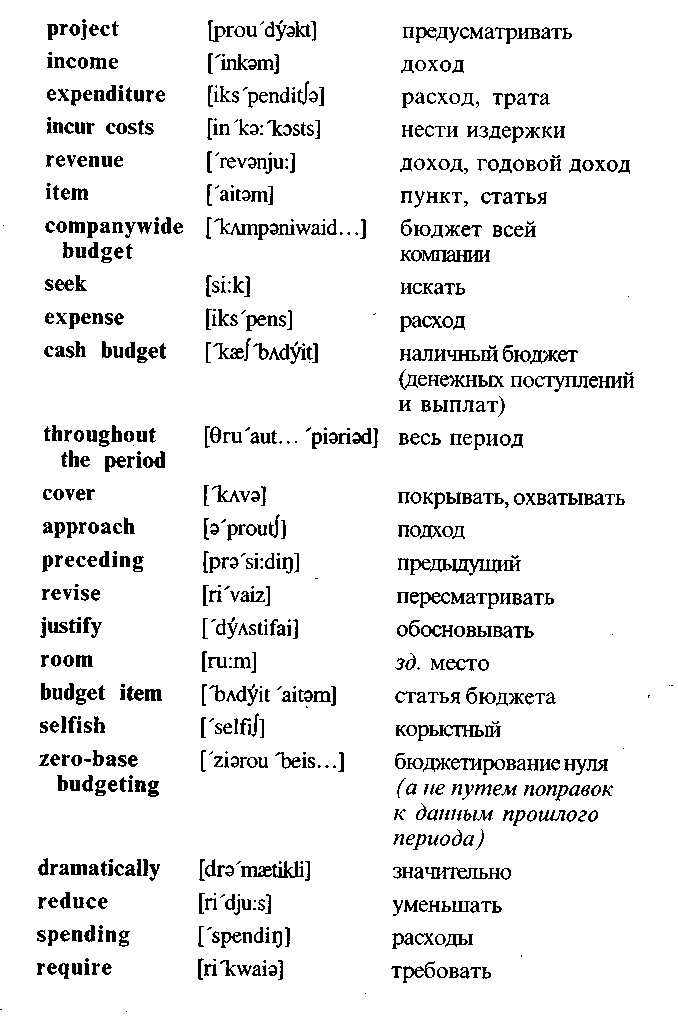 project [prou´dýəkt] предусматривать
income [´inkəm] доход
expenditure [iks´penditʃə] расход, трата
incur costs [in´kə:´kɔsts] нести издержки
revenue [´revənju:] доход, годовой доход
item [´aitəm] пункт, статья
companywide [´kʌmpəniwaid...] бюджет всей
budget компании
seek [si:k] искать
expense [iks´pens] расход
cash budget [´kæʃ´bʌdýit] наличный бюджет
(денежных поступлений
и выплат)
throughout [θru´aut... ´piəriəd] весь период
the period
cover [´kʌvə] покрывать, охватывать
approach [ə´proutʃ] подход
preceding [prə´si:diŋ] предыдущий
revise [ri´vaiz] пересматривать
justify [´dýʌstifai] обосновывать
room [ru:m] зд. место
budget item [´bʌdýit ´aitəm] статья бюджета
selfish [´selfiʃ] корыстный
zero-base [´ziərou ´beis...] бюджетирование нуля
budgeting (а не путем поправок
к данным прошлого
периода)
dramatically [drə´mætikli] значительно
reduce [ri´dju:s] уменьшать
spending [´spendiŋ] расходы
require [ri´kwaiə] требовать